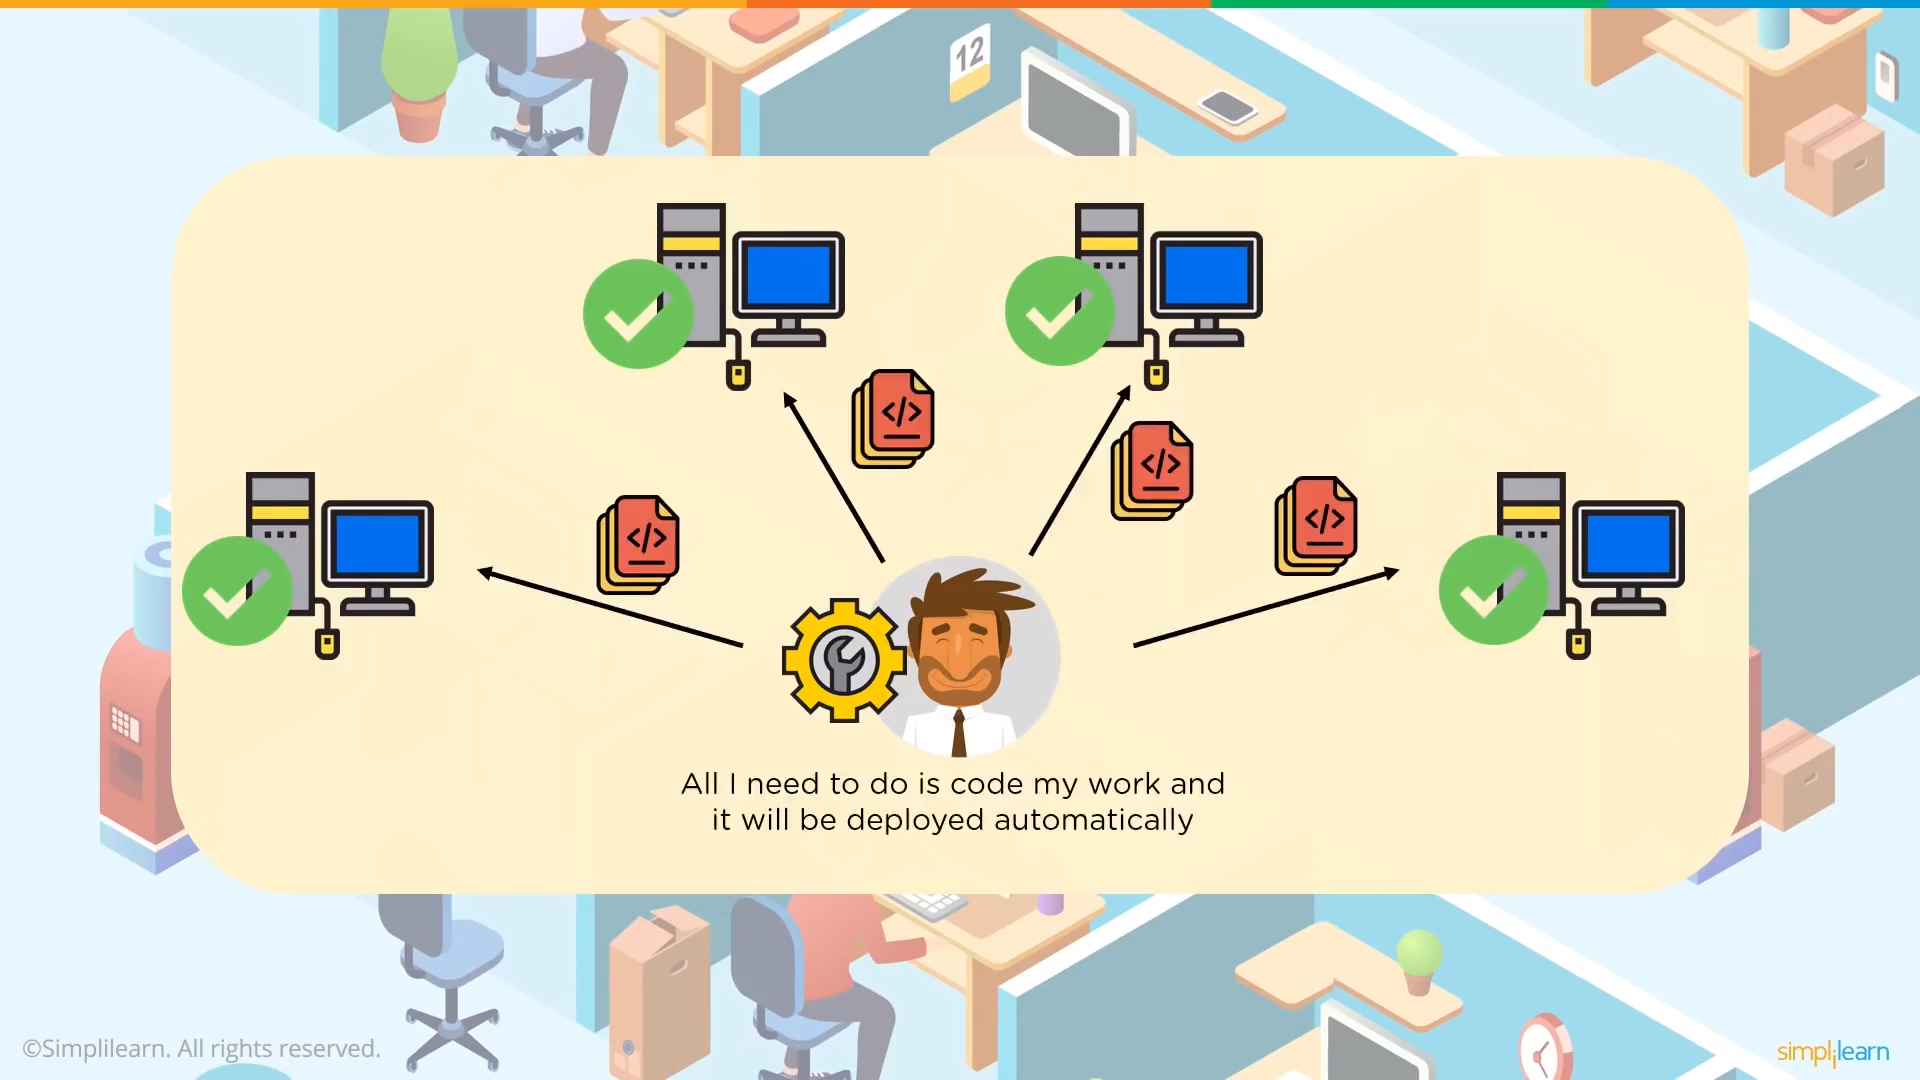 12
</>
</>
</>
</>
All I need to do is code my work and
it will be deployed automatically
©Simplilearn. All rights reserved.
simplilearn